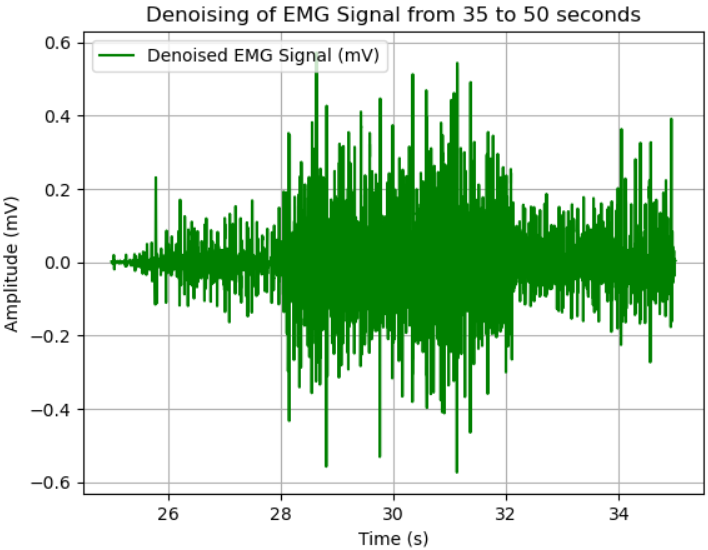 Denoising of EMG Signal from 35 to 50 seconds
Denoised EMG Signal (mV)
0.6
0.4
0.2
0.0
−0.2
−0.4
−0.6
Amplitude (mV)
26 28 30 32 34
Time (s)